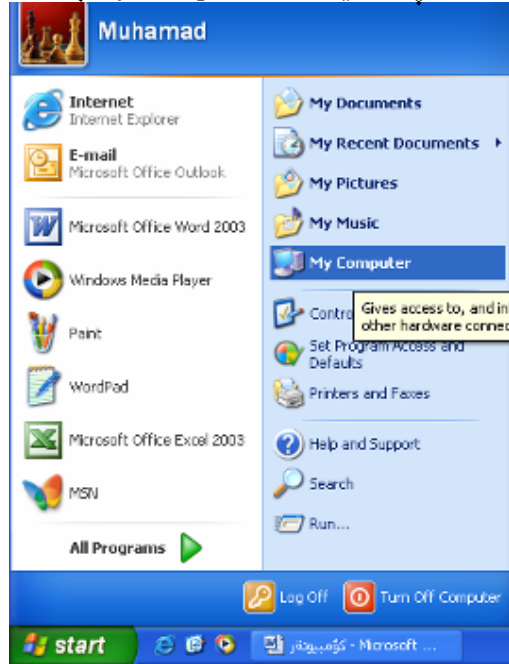 Muhamad
Internet
Internet Explorer
E-mail
Microsoft Office Outlook
Microsoft Office Word 2003
Windows Media Player
Paint
WordPad
Microsoft Office Excel 2003
MSN
All Programs
My Documents
My Recent Documents
My Pictures
My Music
My Computer
Contro
Gives access to, and in
other hardware connec
Set Program Access and
Defaults
Printers and Faxes
Help and Support
Search
Run...
Log Off
Turn Off Computer
start
كۆمپیوتەر - Microsoft ...